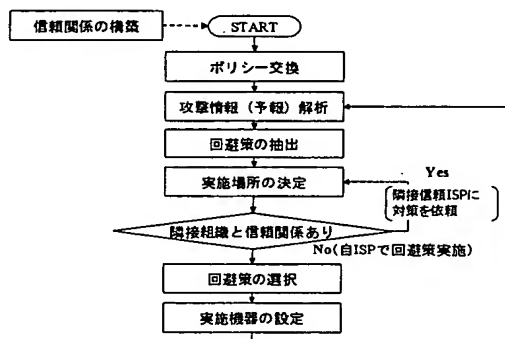 信頼関係の構築
START
ポリシー交換
攻撃情報（予報）解析
回避策の抽出
実施場所の決定
Yes
隣接信頼ISPに
対策を依頼
隣接組織と信頼関係あり
No(自ISPで回避策実施)
回避策の選択
実施機器の設定